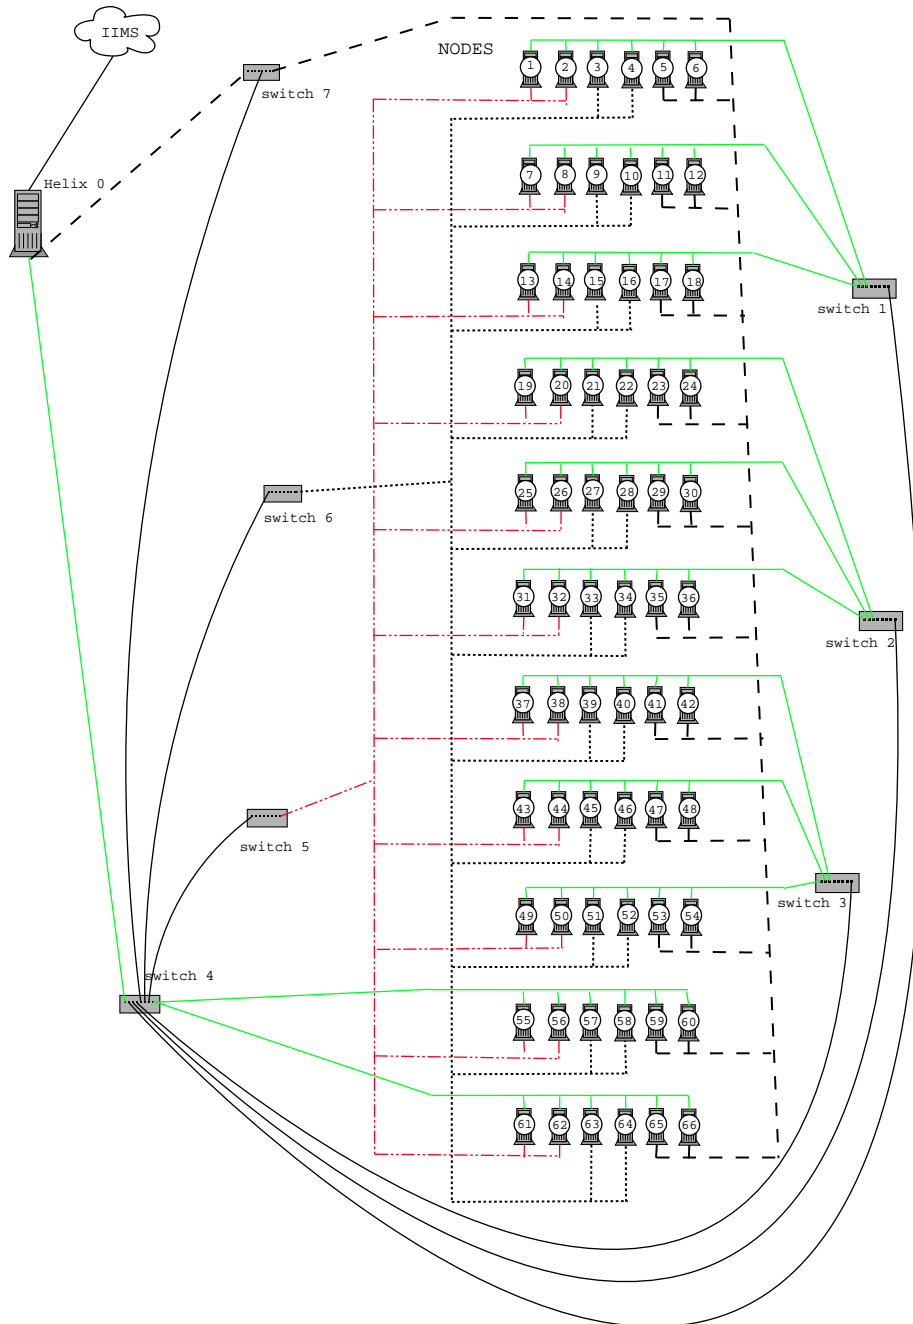 IIMS
NODES
switch 7
1 2 3 4 5 6
Helix 0
7 8 9 10 11 12
13 14 15 16 17 18
switch 1
19 20 21 22 23 24
25 26 27 28 29 30
switch 6
31 32 33 34 35 36
switch 2
37 38 39 40 41 42
43 44 45 46 47 48
switch 5
49 50 51 52 53 54
switch 3
switch 4
55 56 57 58 59 60
61 62 63 64 65 66